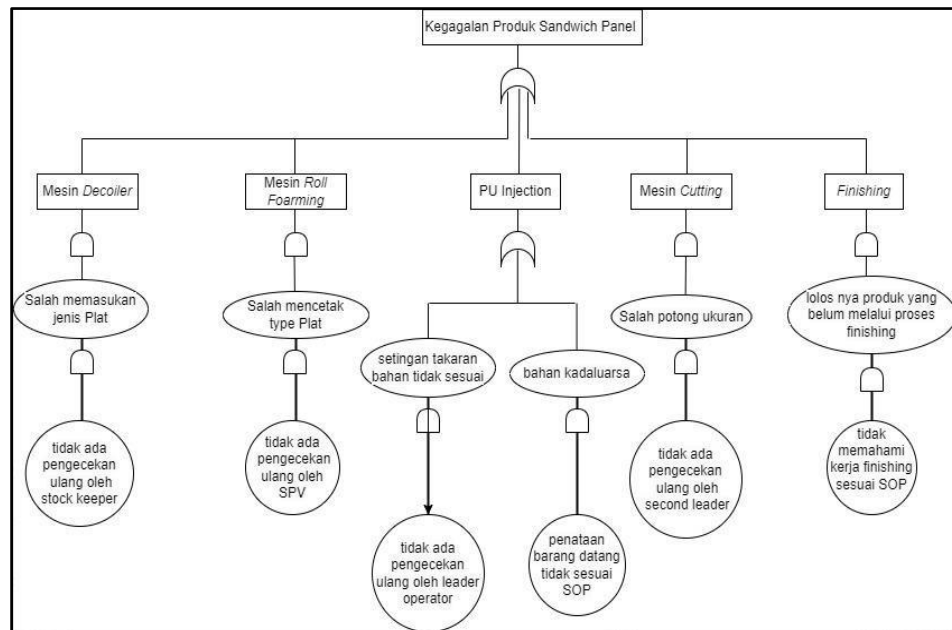 Kegagalan Produk Sandwich Panel
Mesin Decoiler
Mesin Roll
Foarming
PU Injection
Mesin Cutting
Finishing
Salah memasukan
jenis Plat
Salah mencetak
type Plat
setingan takaran
bahan tidak sesuai
bahan kadaluarsa
Salah potong ukuran
lolos nya produk yang
belum melalui proses
finishing
tidak ada
pengecekan
ulang oleh
stock keeper
tidak ada
pengecekan
ulang oleh
SPV
tidak ada
pengecekan
ulang oleh leader
operator
penataan
barang datang
tidak sesuai
SOP
tidak ada
pengecekan
ulang oleh
second leader
tidak
memahami
kerja finishing
sesuai SOP